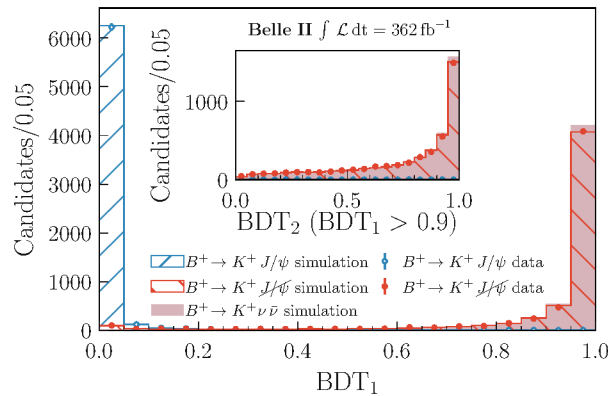 Belle II ∫ ℒ dt = 362 fb⁻¹
Candidates/0.05
6000
5000
4000
3000
2000
1000
0
Candidates/0.05
1000
0
0.0 0.5 1.0
BDT₂ (BDT₁ > 0.9)
B⁺→ K⁺ J/ψ simulation
B⁺→ K⁺ J̸/̸ψ̸ simulation
B⁺→ K⁺ν ν̄ simulation
B⁺→ K⁺ J/ψ data
B⁺→ K⁺ J̸/̸ψ̸ data
0.0 0.2 0.4 0.6 0.8 1.0
BDT₁